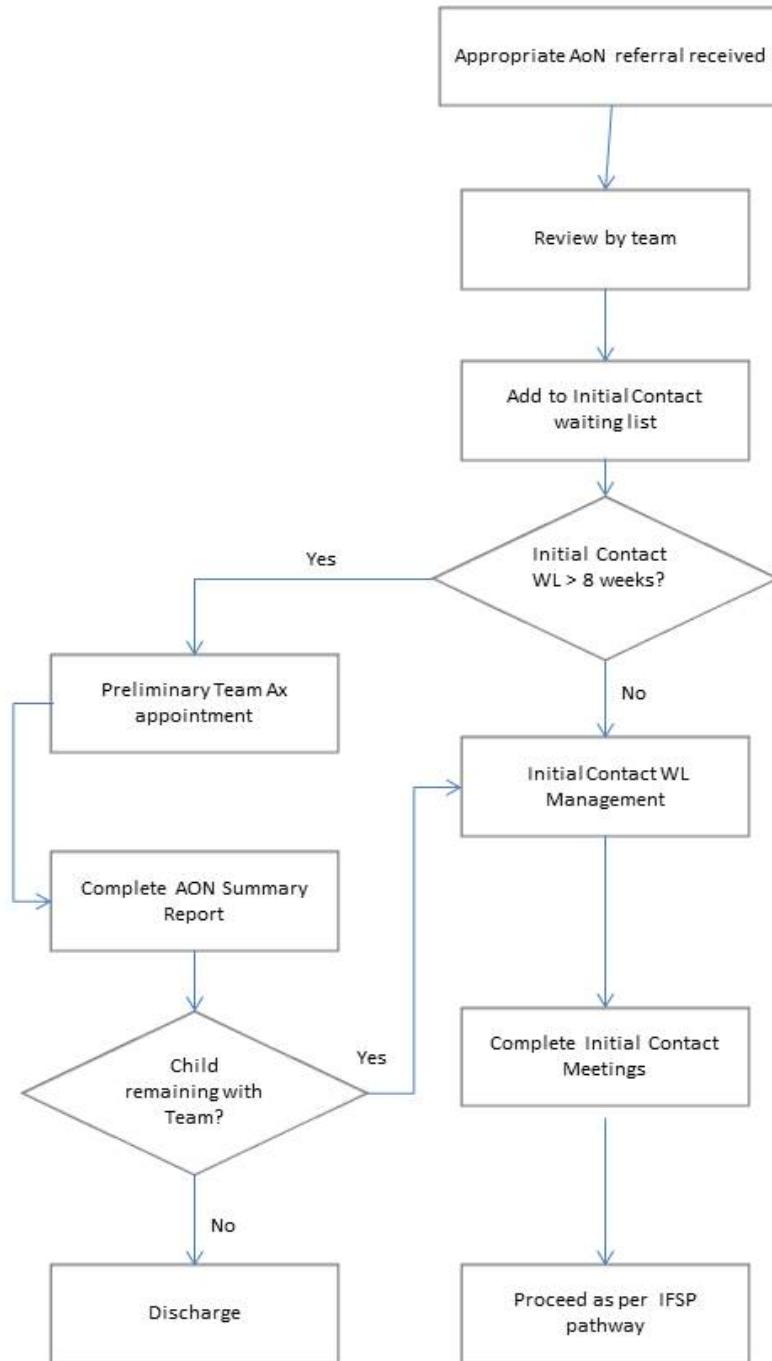 Appropriate AoN referral received
Review by team
Add to Initial Contact
waiting list
Initial Contact
WL > 8 weeks?
Yes
No
Preliminary Team Ax
appointment
Initial Contact WL
Management
Complete AON Summary
Report
Child
remaining with
Team?
Yes
Complete Initial Contact
Meetings
No
Discharge
Proceed as per IFSP
pathway